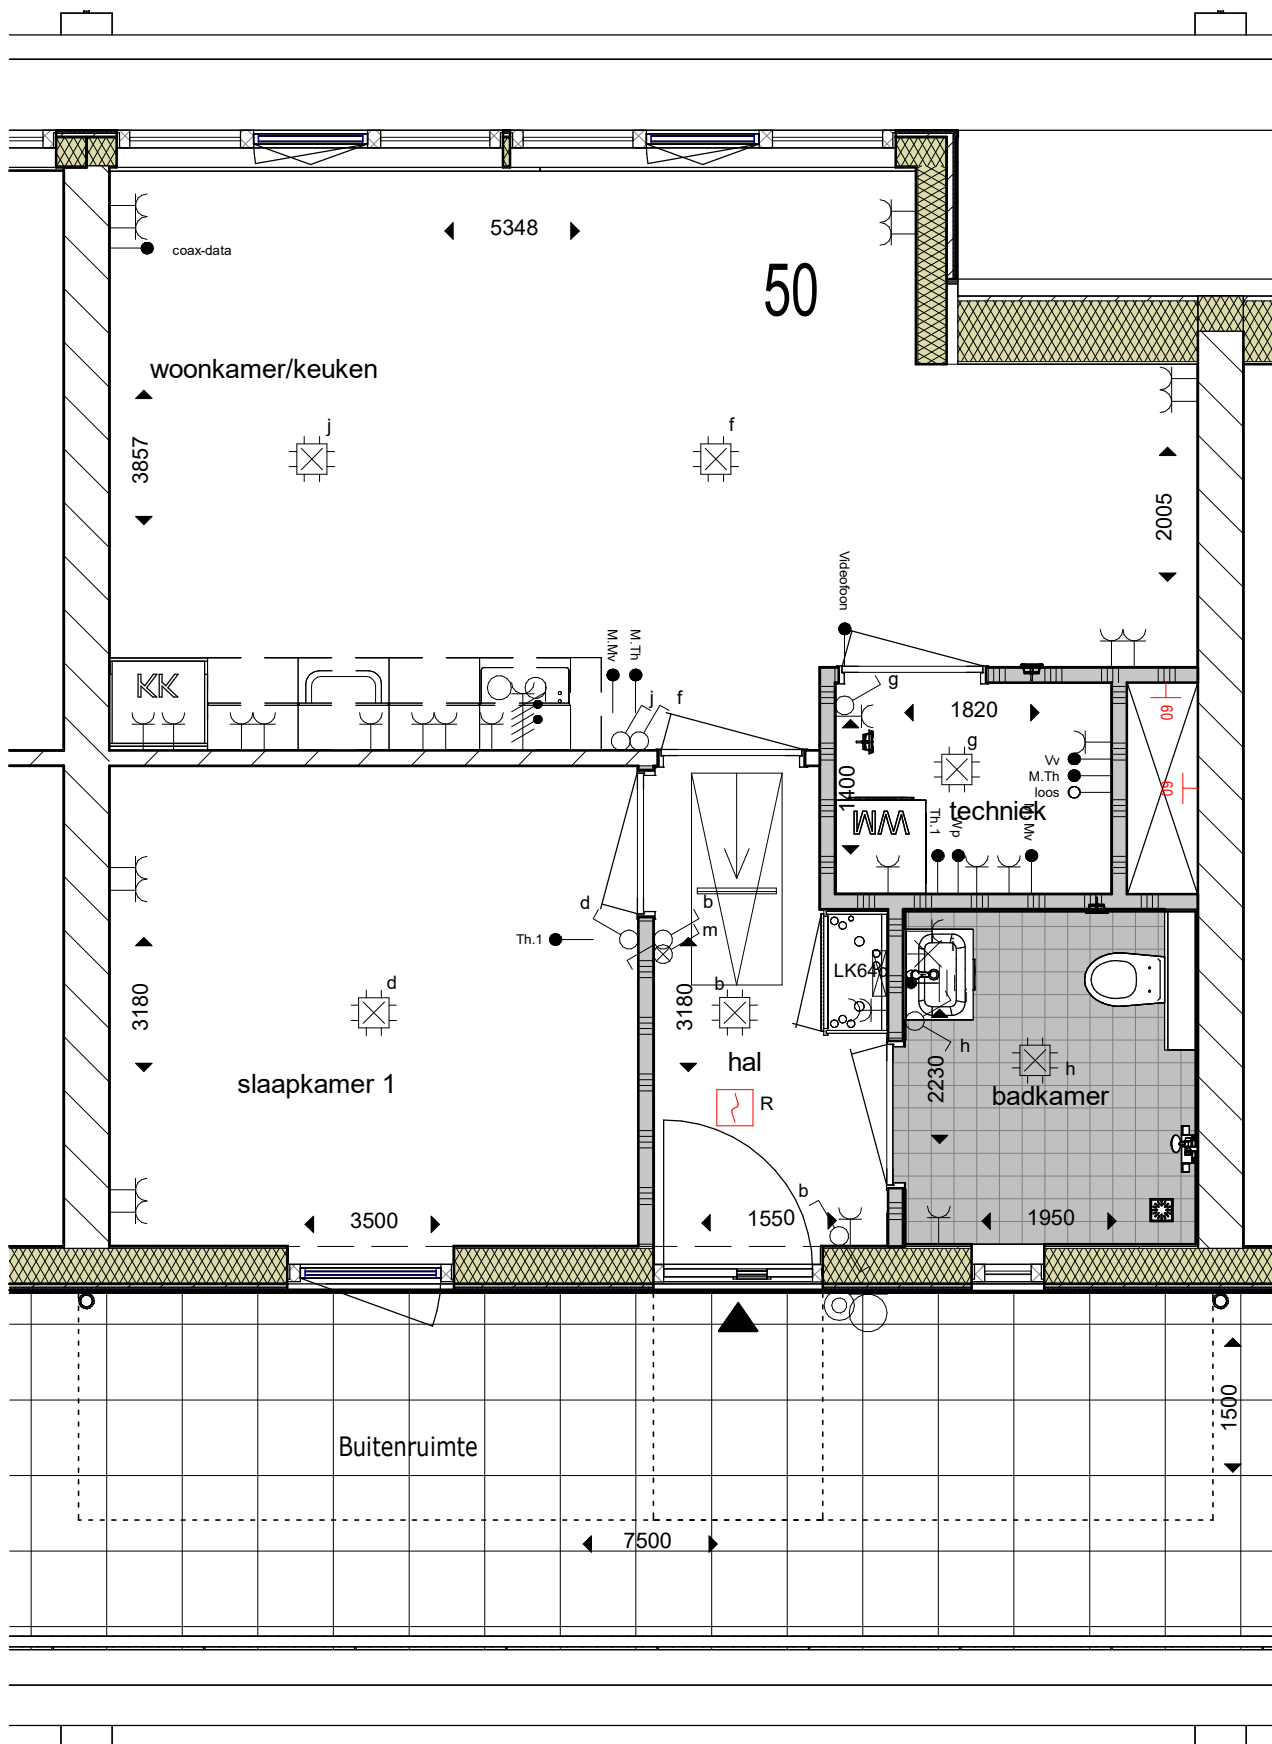 5348
coax-data
50
woonkamer/keuken
j
f
3857
2005
Videofoon
M.Mv
M.Th
KK
j
f
g
1820
g
60
Vv
M.Th
loos
60
1400
techniek
WM
Th.1
Wp
M.Mv
d
b
m
Th.1
LK64
3180
d
3180
b
h
2230
h
hal
slaapkamer 1
badkamer
R
b
3500
1550
1950
1500
Buitenruimte
7500